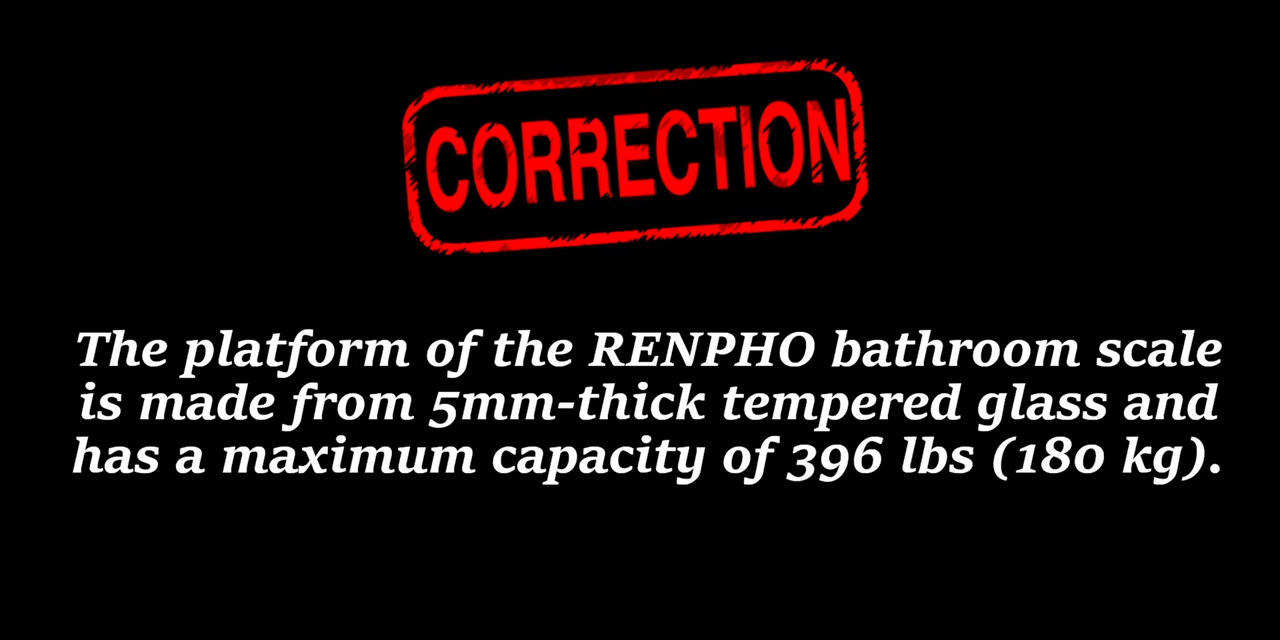 CORRECTION
The platform of the RENPHO bathroom scale
is made from 5mm-thick tempered glass and
has a maximum capacity of 396 lbs (180 kg).